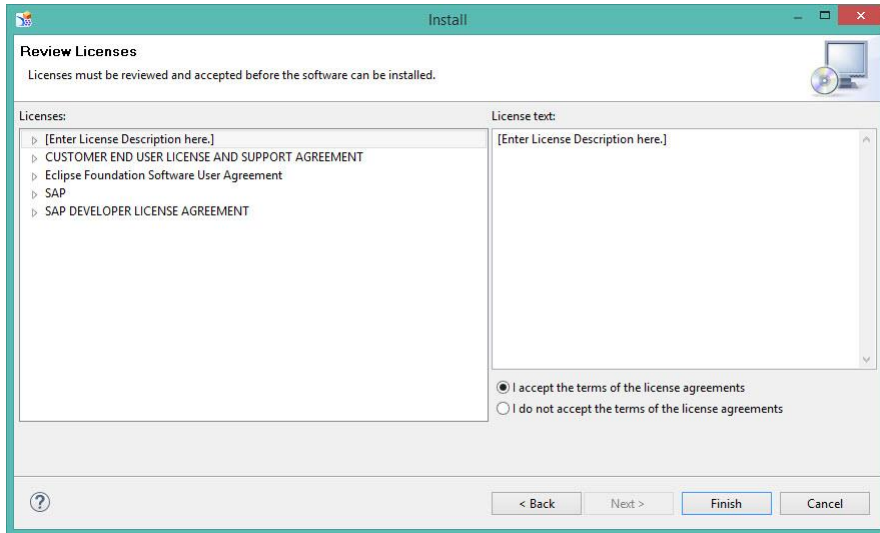 Install
Review Licenses
Licenses must be reviewed and accepted before the software can be installed.
Licenses:
[Enter License Description here.]
CUSTOMER END USER LICENSE AND SUPPORT AGREEMENT
Eclipse Foundation Software User Agreement
SAP
SAP DEVELOPER LICENSE AGREEMENT
License text:
[Enter License Description here.]
I accept the terms of the license agreements
I do not accept the terms of the license agreements
?
< Back
Next >
Finish
Cancel